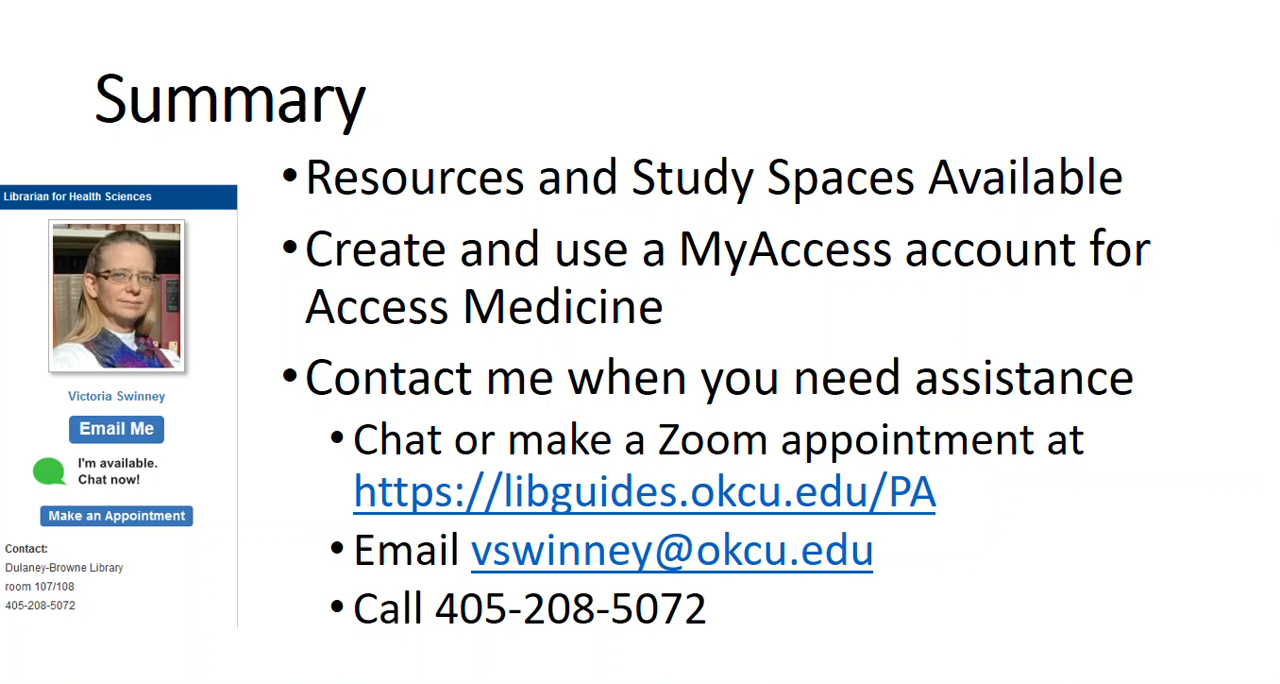 Summary
Librarian for Health Sciences
Victoria Swinney
Email Me
I'm available.
Chat now!
Make an Appointment
Contact:
Dulaney-Browne Library
room 107/108
405-208-5072
•Resources and Study Spaces Available
•Create and use a MyAccess account for
Access Medicine
•Contact me when you need assistance
•Chat or make a Zoom appointment at
https://libguides.okcu.edu/PA
•Email vswinney@okcu.edu
•Call 405-208-5072